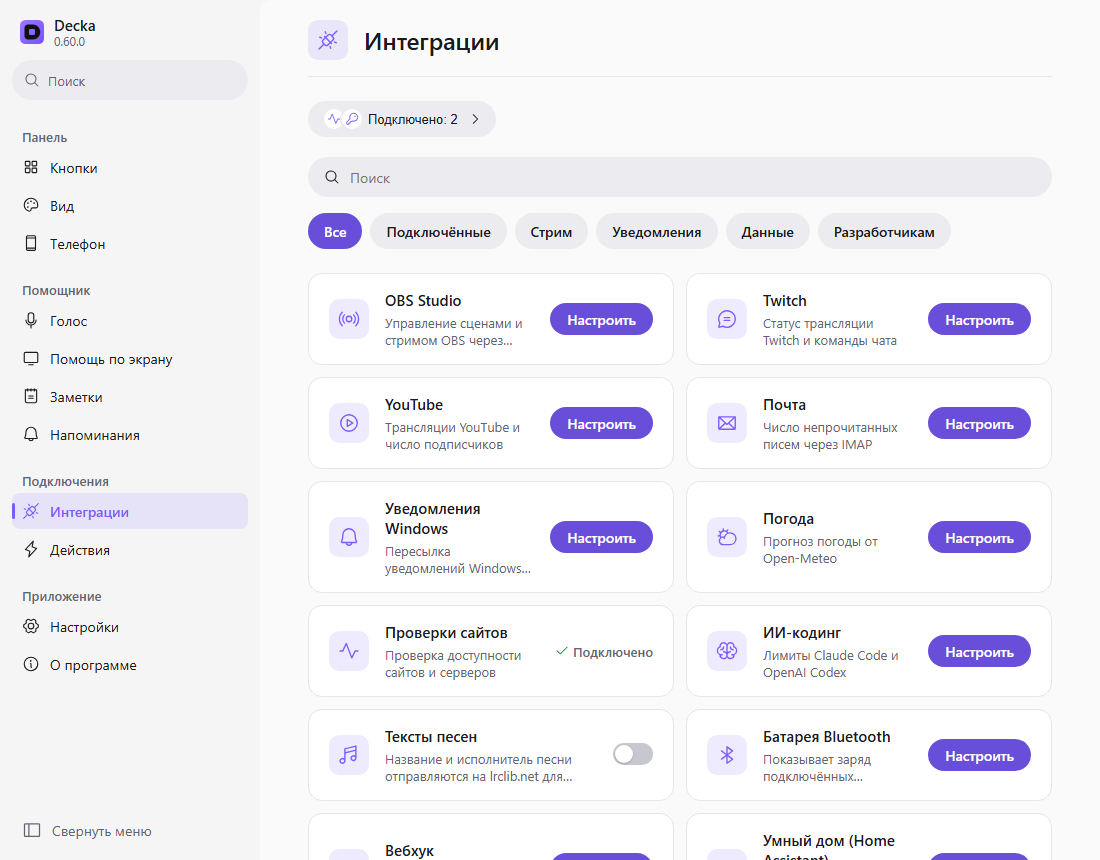 Decka
0.60.0
Поиск
Панель
Кнопки
Вид
Телефон
Помощник
Голос
Помощь по экрану
Заметки
Напоминания
Подключения
Интеграции
Действия
Приложение
Настройки
О программе
Свернуть меню
Интеграции
Подключено: 2
Поиск
Все
Подключённые
Стрим
Уведомления
Данные
Разработчикам
OBS Studio
Управление сценами и
стримом OBS через...
Настроить
Twitch
Статус трансляции
Twitch и команды чата
Настроить
YouTube
Трансляции YouTube и
число подписчиков
Настроить
Почта
Число непрочитанных
писем через IMAP
Настроить
Уведомления
Windows
Пересылка
уведомлений Windows...
Настроить
Погода
Прогноз погоды от
Open-Meteo
Настроить
Проверки сайтов
Проверка доступности
сайтов и серверов
Подключено
ИИ-кодинг
Лимиты Claude Code и
OpenAI Codex
Настроить
Тексты песен
Название и исполнитель песни
отправляются на lrclib.net для...
Батарея Bluetooth
Показывает заряд
подключённых...
Настроить
Вебхук
Умный дом (Home
Assistant)